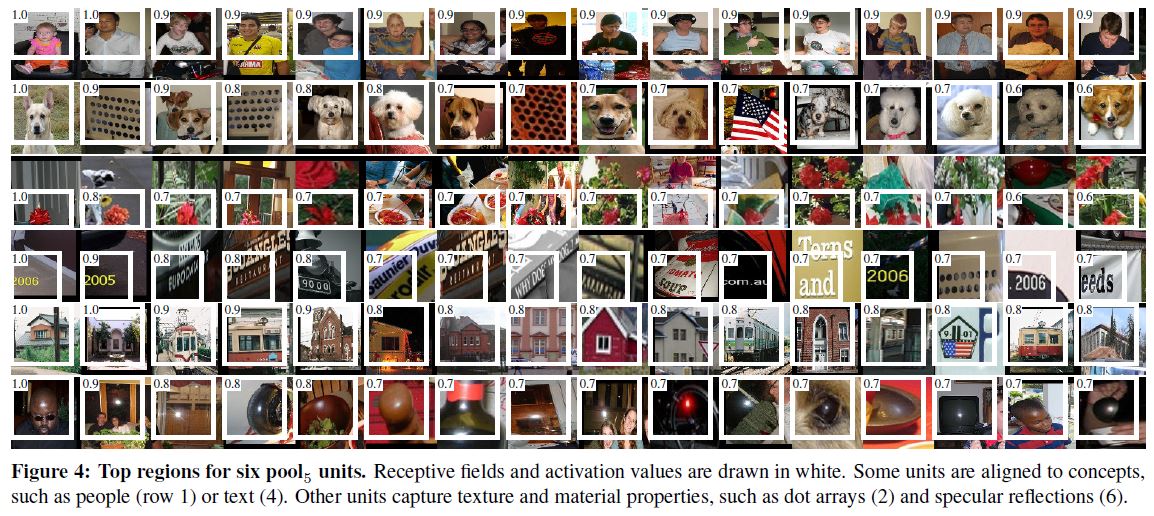 1.0 1.0 0.9 0.9 0.9 0.9 0.9 0.9 0.9 0.9 0.9 0.9 0.9 0.9 0.9 0.9
1.0 0.9 0.9 0.8 0.8 0.8 0.7 0.7 0.7 0.7 0.7 0.7 0.7 0.7 0.6 0.6
1.0 0.8 0.7 0.7 0.7 0.7 0.7 0.7 0.7 0.7 0.7 0.7 0.7 0.7 0.6 0.6
1.0 0.9 0.8 0.8 0.8 0.7 0.7 0.7 0.7 0.7 0.7 0.7 0.7 0.7 0.7 0.7
2006 2005 9000 WHY DOE TOMATO SOUP com.au Terns and 2006 2006 eeds
1.0 1.0 0.9 0.9 0.9 0.8 0.8 0.8 0.8 0.8 0.8 0.8 0.8 0.8 0.8 0.8
1.0 0.9 0.8 0.8 0.8 0.7 0.7 0.7 0.7 0.7 0.7 0.7 0.7 0.7 0.7 0.7
Figure 4: Top regions for six pool5 units. Receptive fields and activation values are drawn in white. Some units are aligned to concepts,
such as people (row 1) or text (4). Other units capture texture and material properties, such as dot arrays (2) and specular reflections (6).